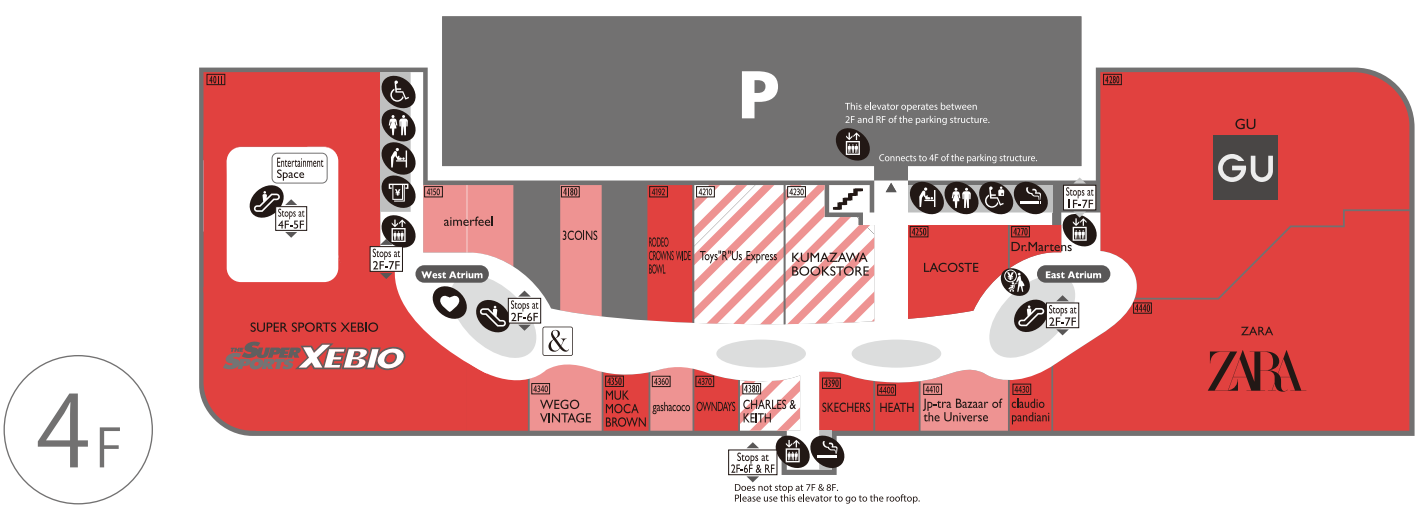 P
This elevator operates between
2F and RF of the parking structure.
Connects to 4F of the parking structure.
4011
Entertainment
Space
Stops at
4F-5F
¥
Stops at
2F-7F
SUPER SPORTS XEBIO
THE SUPER
SPORTS XEBIO
4150
aimerfeel
4180
3COINS
4192
RODEO
CROWNS WIDE
BOWL
4210
Toys"R"Us Express
4230
KUMAZAWA
BOOKSTORE
4250
LACOSTE
4270
Dr.Martens
Stops at
1F-7F
4280
GU
GU
4440
ZARA
ZARA
West Atrium
Stops at
2F-6F
&
East Atrium
¥
Stops at
2F-7F
4340
WEGO
VINTAGE
4350
MUK
MOCA
BROWN
4360
gashacoco
4370
OWNDAYS
4380
CHARLES &
KEITH
4390
SKECHERS
4400
HEATH
4410
Jp-tra Bazaar of
the Universe
4430
claudio
pandiani
Stops at
2F-6F & RF
Does not stop at 7F & 8F.
Please use this elevator to go to the rooftop.
4F